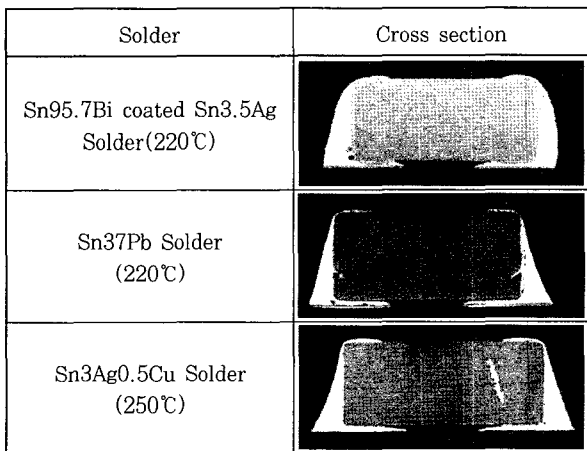 Solder
Cross section
Sn95.7Bi coated Sn3.5Ag
Solder(220℃)
Sn37Pb Solder
(220℃)
Sn3Ag0.5Cu Solder
(250℃)